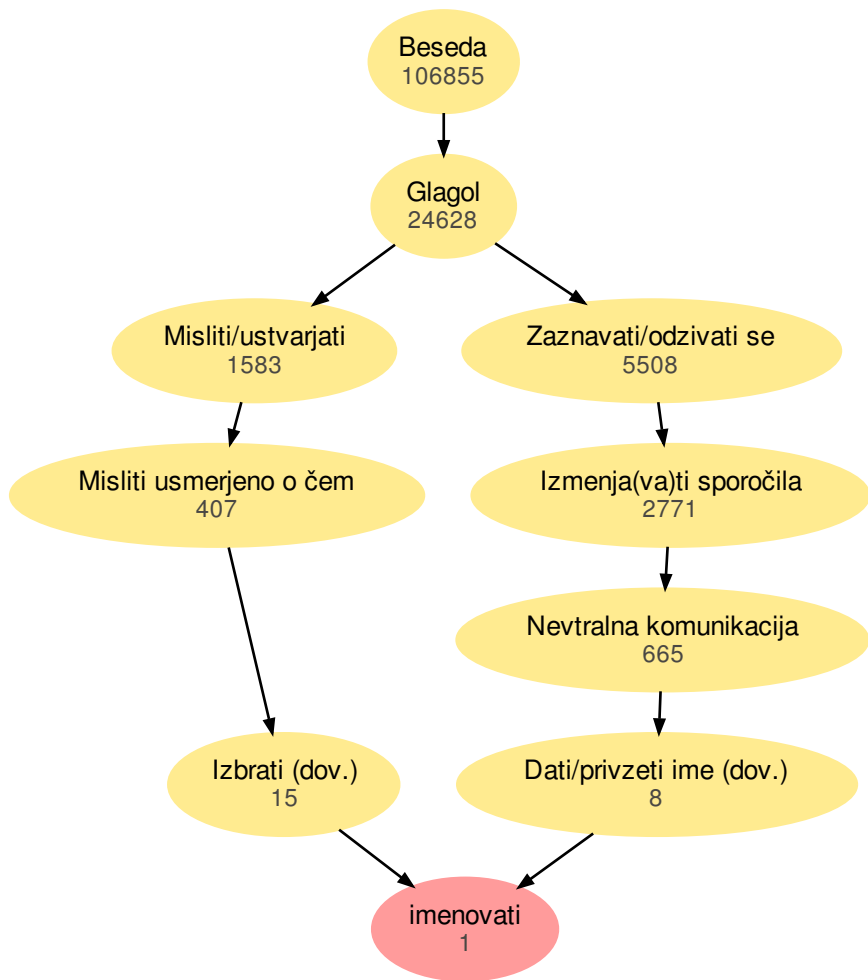 Beseda
106855
Glagol
24628
Misliti/ustvarjati
1583
Zaznavati/odzivati se
5508
Misliti usmerjeno o čem
407
Izmenja(va)ti sporočila
2771
Nevtralna komunikacija
665
Izbrati (dov.)
15
Dati/privzeti ime (dov.)
8
imenovati
1